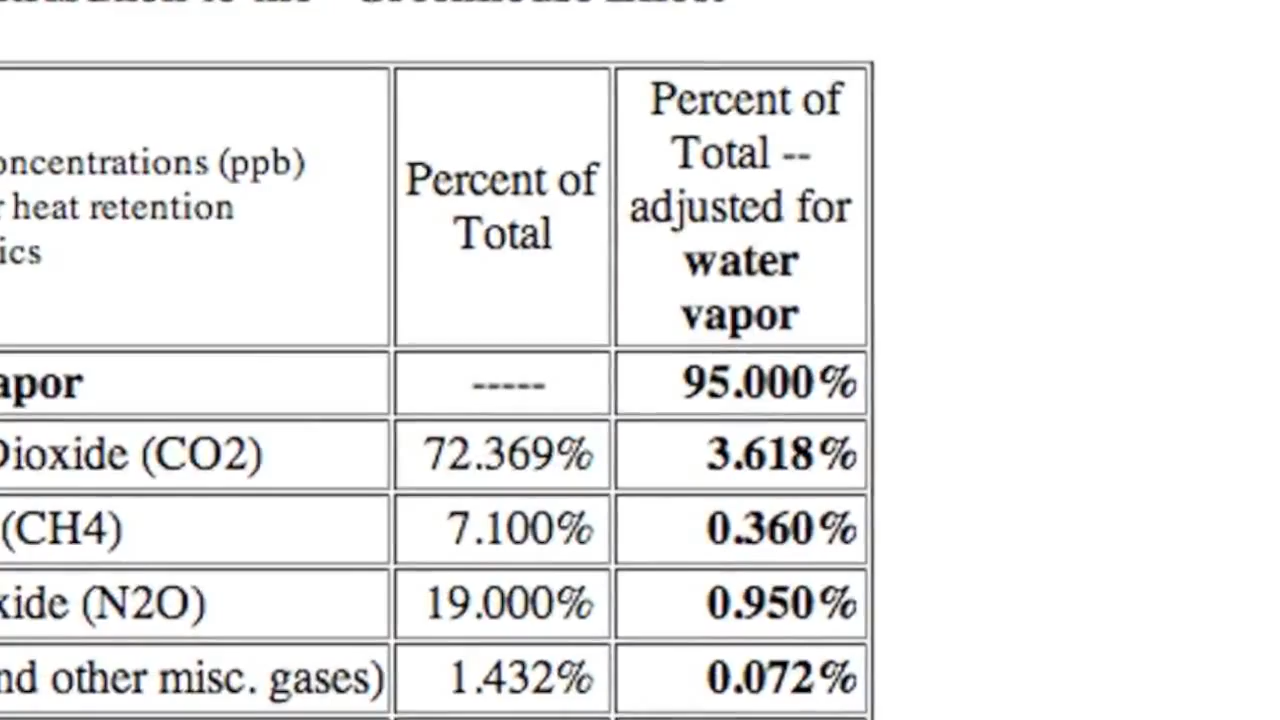 oncentrations (ppb)
heat retention
ics
Percent of
Total
Percent of
Total --
adjusted for
water
vapor
apor ----- 95.000%
Dioxide (CO2) 72.369% 3.618%
(CH4) 7.100% 0.360%
xide (N2O) 19.000% 0.950%
nd other misc. gases) 1.432% 0.072%